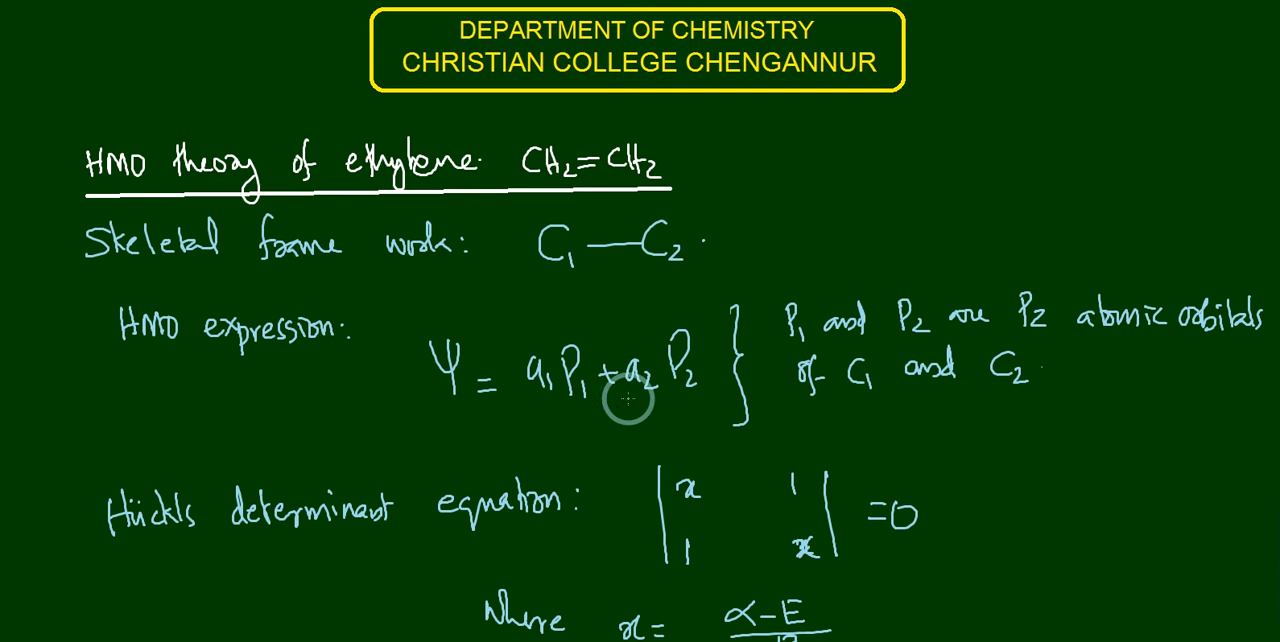 DEPARTMENT OF CHEMISTRY
CHRISTIAN COLLEGE CHENGANNUR
HMO theory of ethylene. CH₂=CH₂
Skeletal frame work: C₁—C₂.
HMO expression:
Ψ = a₁P₁ + a₂P₂ } P₁ and P₂ are Pz atomic orbitals
of C₁ and C₂.
Hückls determinant equation: | x 1 | = 0
| 1 x |
Where x = α-E